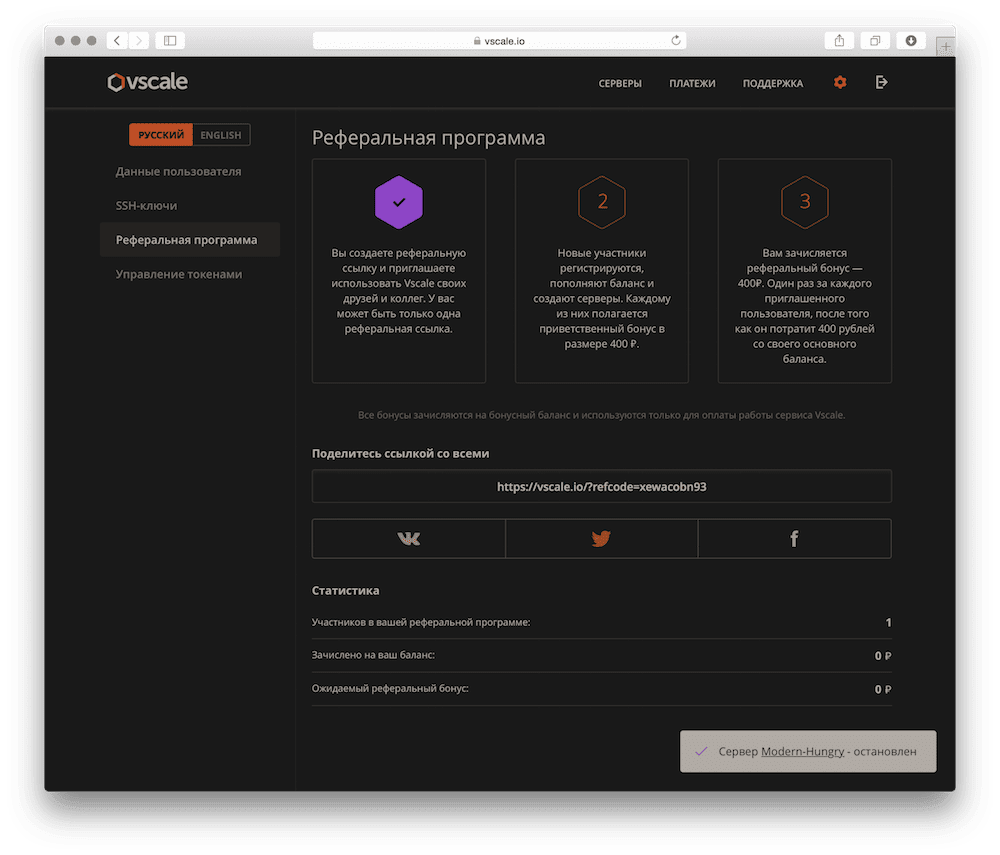 vscale.io
vscale
СЕРВЕРЫ
ПЛАТЕЖИ
ПОДДЕРЖКА
РУССКИЙ
ENGLISH
Данные пользователя
SSH-ключи
Реферальная программа
Управление токенами
Реферальная программа
Вы создаете реферальную
ссылку и приглашаете
использовать Vscale своих
друзей и коллег. У вас
может быть только одна
реферальная ссылка.
2
Новые участники
регистрируются,
пополняют баланс и
создают серверы. Каждому
из них полагается
приветственный бонус в
размере 400 ₽.
3
Вам зачисляется
реферальный бонус —
400₽. Один раз за каждого
приглашенного
пользователя, после того
как он потратит 400 рублей
со своего основного
баланса.
Все бонусы зачисляются на бонусный баланс и используются только для оплаты работы сервиса Vscale.
Поделитесь ссылкой со всеми
https://vscale.io/?refcode=xewacobn93
Статистика
Участников в вашей реферальной программе:
1
Зачислено на ваш баланс:
0 ₽
Ожидаемый реферальный бонус:
0 ₽
Сервер Modern-Hungry - остановлен